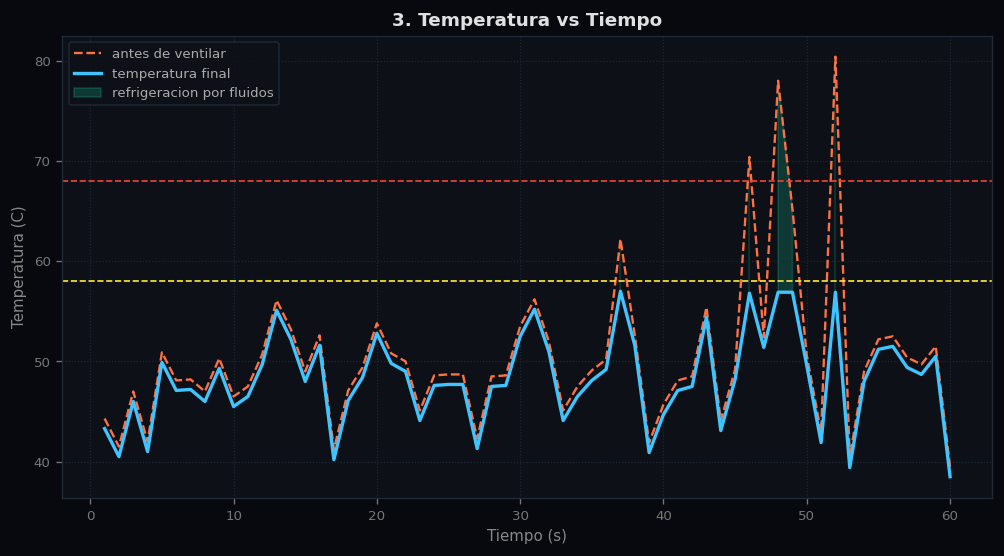 3. Temperatura vs Tiempo
antes de ventilar
temperatura final
refrigeracion por fluidos
Temperatura (C)
80
70
60
50
40
0 10 20 30 40 50 60
Tiempo (s)